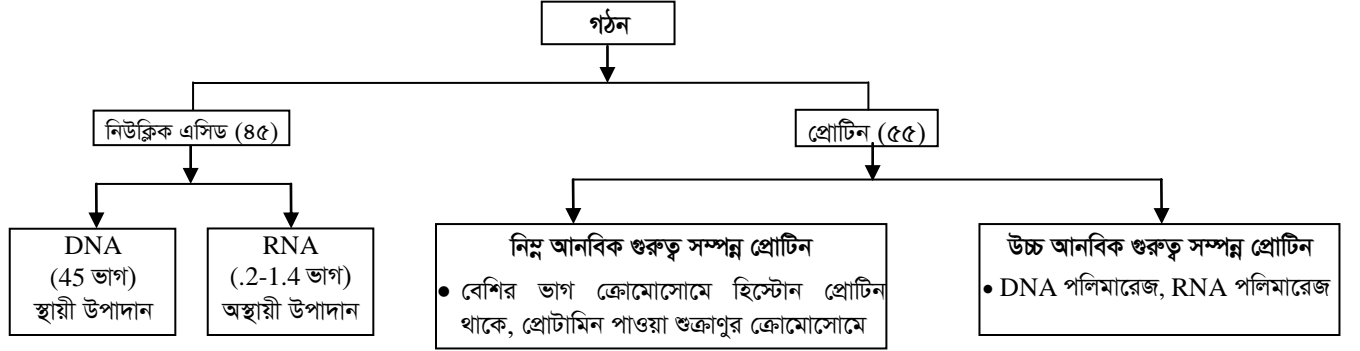 গঠন
নিউক্লিক এসিড (৪৫)
প্রোটিন (৫৫)
DNA
(45 ভাগ)
স্থায়ী উপাদান
RNA
(.2-1.4 ভাগ)
অস্থায়ী উপাদান
নিম্ন আনবিক গুরুত্ব সম্পন্ন প্রোটিন
• বেশির ভাগ ক্রোমোসোমে হিস্টোন প্রোটিন
থাকে, প্রোটামিন পাওয়া শুক্রাণুর ক্রোমোসোমে
উচ্চ আনবিক গুরুত্ব সম্পন্ন প্রোটিন
• DNA পলিমারেজ, RNA পলিমারেজ